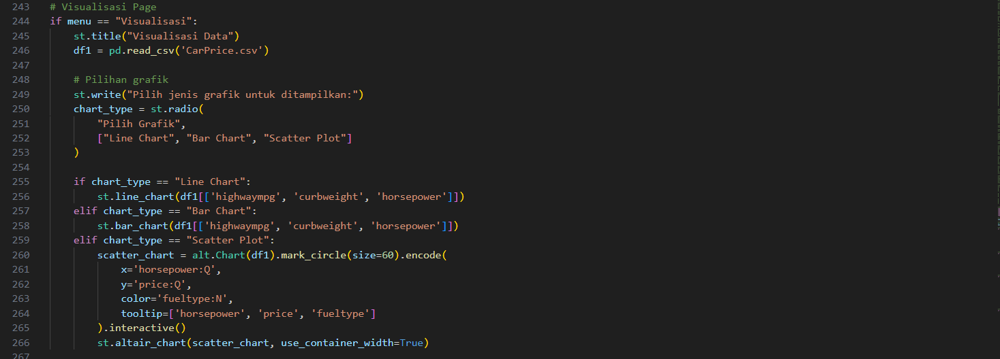 243 # Visualisasi Page
244 if menu == "Visualisasi":
245     st.title("Visualisasi Data")
246     df1 = pd.read_csv('CarPrice.csv')
247
248     # Pilihan grafik
249     st.write("Pilih jenis grafik untuk ditampilkan:")
250     chart_type = st.radio(
251         "Pilih Grafik",
252         ["Line Chart", "Bar Chart", "Scatter Plot"]
253     )
254
255     if chart_type == "Line Chart":
256         st.line_chart(df1[['highwaympg', 'curbweight', 'horsepower']])
257     elif chart_type == "Bar Chart":
258         st.bar_chart(df1[['highwaympg', 'curbweight', 'horsepower']])
259     elif chart_type == "Scatter Plot":
260         scatter_chart = alt.Chart(df1).mark_circle(size=60).encode(
261             x='horsepower:Q',
262             y='price:Q',
263             color='fueltype:N',
264             tooltip=['horsepower', 'price', 'fueltype']
265         ).interactive()
266         st.altair_chart(scatter_chart, use_container_width=True)
267